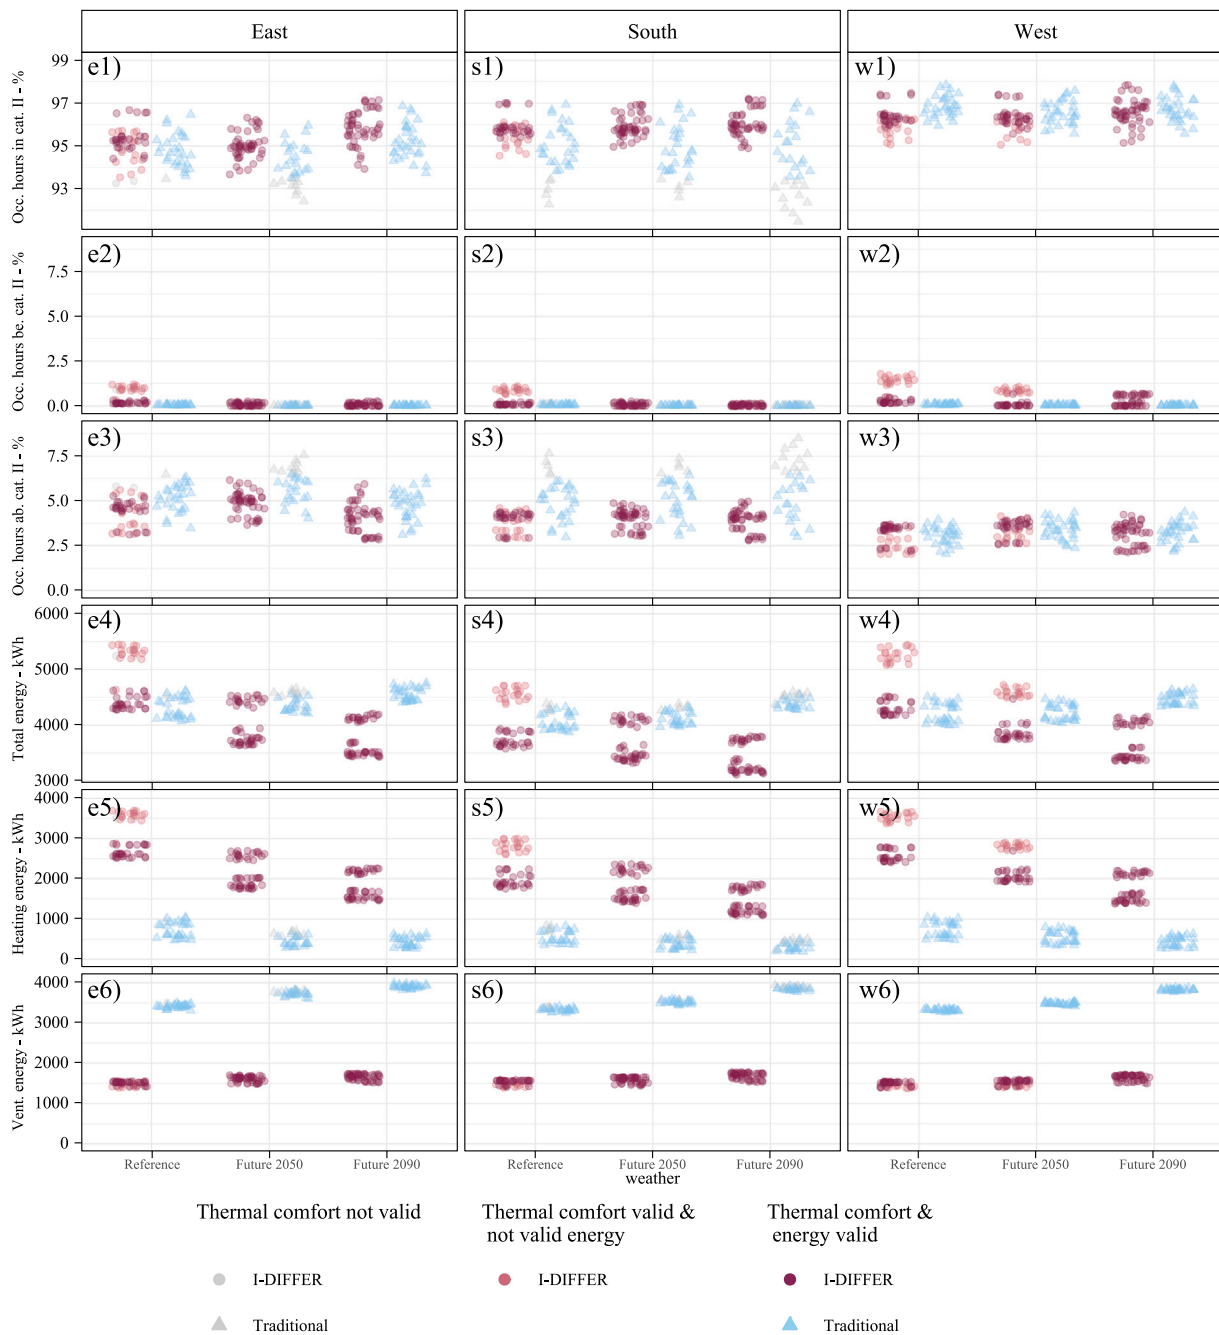 East South West
Occ. hours in cat. II - %
99
97
95
93
e1) s1) w1)
Occ. hours be. cat. II - %
7.5
5.0
2.5
0.0
e2) s2) w2)
Occ. hours ab. cat. II - %
7.5
5.0
2.5
0.0
e3) s3) w3)
Total energy - kWh
6000
5000
4000
3000
e4) s4) w4)
Heating energy - kWh
4000
3000
2000
1000
0
e5) s5) w5)
Vent. energy - kWh
4000
3000
2000
1000
0
e6) s6) w6)
Reference Future 2050 Future 2090 Reference Future 2050 Future 2090 Reference Future 2050 Future 2090
weather
Thermal comfort not valid
I-DIFFER
Traditional
Thermal comfort valid &
not valid energy
I-DIFFER
Thermal comfort &
energy valid
I-DIFFER
Traditional